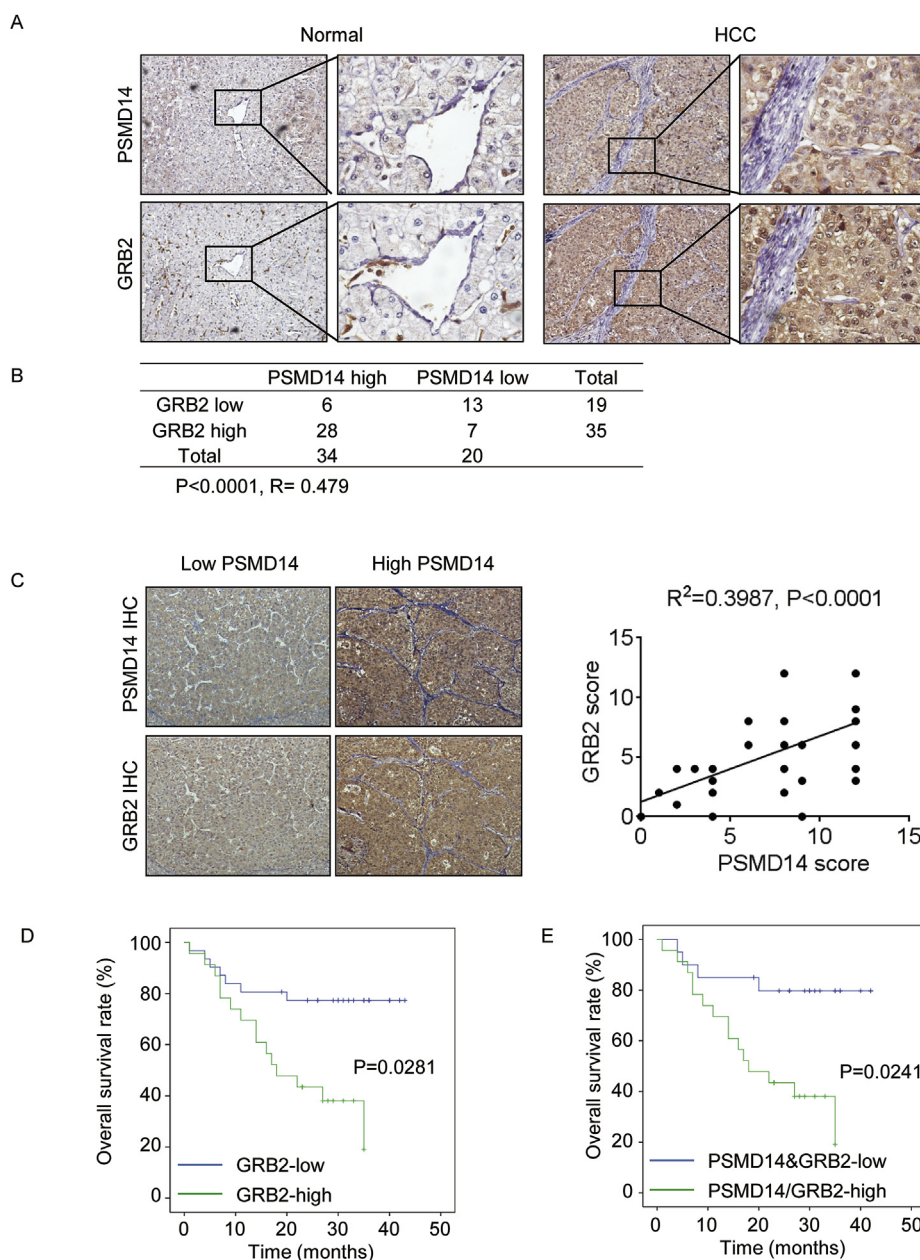 A
Normal
HCC
PSMD14
GRB2
B
PSMD14 high PSMD14 low Total
GRB2 low 6 13 19
GRB2 high 28 7 35
Total 34 20
P<0.0001, R= 0.479
C
Low PSMD14 High PSMD14
PSMD14 IHC
GRB2 IHC
R²=0.3987, P<0.0001
GRB2 score
15
10
5
0
0 5 10 15
PSMD14 score
D
Overall survival rate (%)
100
80
60
40
20
0
P=0.0281
GRB2-low
GRB2-high
0 10 20 30 40 50
Time (months)
E
Overall survival rate (%)
100
80
60
40
20
0
P=0.0241
PSMD14&GRB2-low
PSMD14/GRB2-high
0 10 20 30 40 50
Time (months)